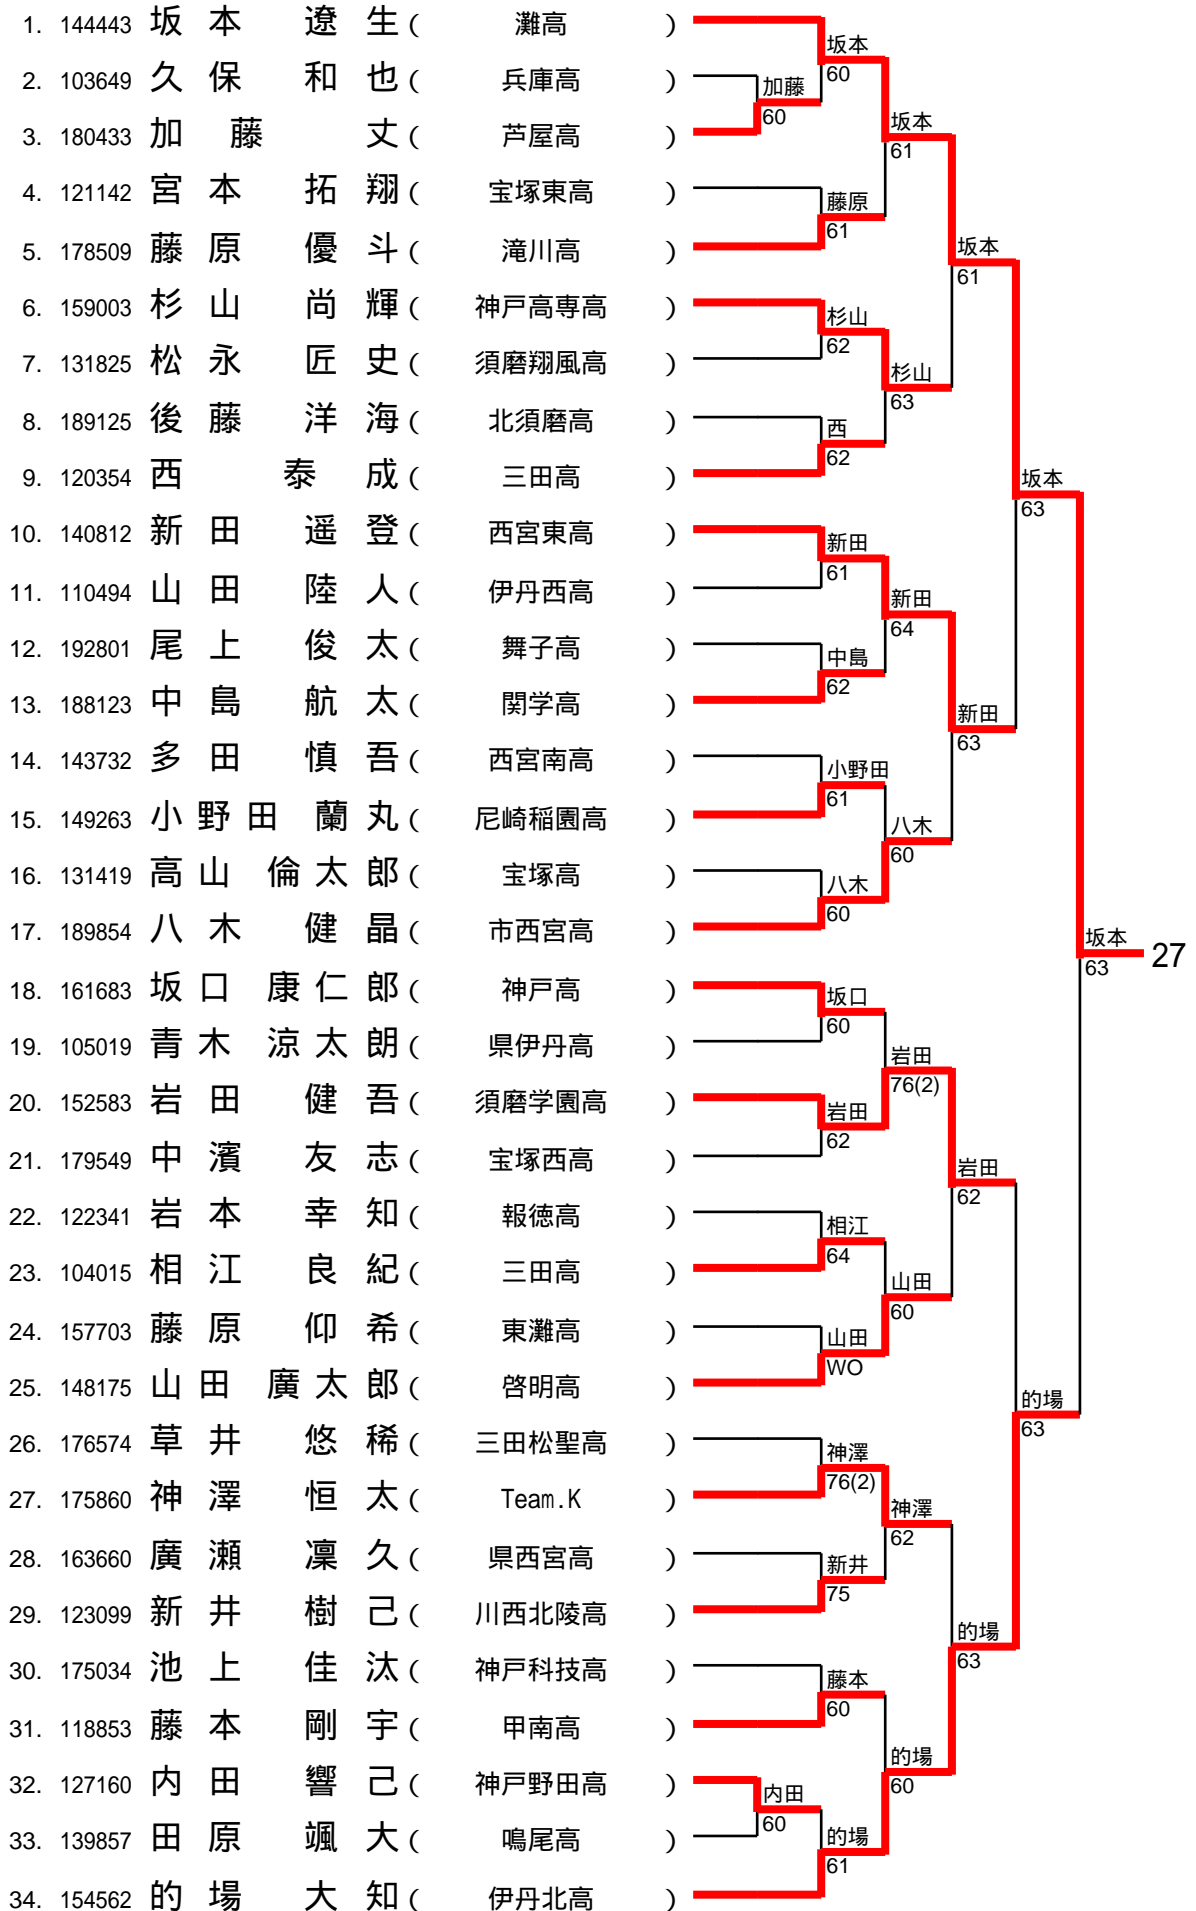 1. 144443 坂本 遼生 ( 灘高 )
2. 103649 久保 和也 ( 兵庫高 )
3. 180433 加藤 丈 ( 芦屋高 )
4. 121142 宮本 拓翔 ( 宝塚東高 )
5. 178509 藤原 優斗 ( 滝川高 )
6. 159003 杉山 尚輝 ( 神戸高専高 )
7. 131825 松永 匠史 ( 須磨翔風高 )
8. 189125 後藤 洋海 ( 北須磨高 )
9. 120354 西 泰成 ( 三田高 )
10. 140812 新田 遥登 ( 西宮東高 )
11. 110494 山田 陸人 ( 伊丹西高 )
12. 192801 尾上 俊太 ( 舞子高 )
13. 188123 中島 航太 ( 関学高 )
14. 143732 多田 慎吾 ( 西宮南高 )
15. 149263 小野田 蘭丸 ( 尼崎稲園高 )
16. 131419 高山 倫太郎 ( 宝塚高 )
17. 189854 八木 健晶 ( 市西宮高 )
18. 161683 坂口 康仁郎 ( 神戸高 )
19. 105019 青木 涼太朗 ( 県伊丹高 )
20. 152583 岩田 健吾 ( 須磨学園高 )
21. 179549 中濱 友志 ( 宝塚西高 )
22. 122341 岩本 幸知 ( 報徳高 )
23. 104015 相江 良紀 ( 三田高 )
24. 157703 藤原 仰希 ( 東灘高 )
25. 148175 山田 廣太郎 ( 啓明高 )
26. 176574 草井 悠稀 ( 三田松聖高 )
27. 175860 神澤 恒太 ( Team.K )
28. 163660 廣瀬 凜久 ( 県西宮高 )
29. 123099 新井 樹己 ( 川西北陵高 )
30. 175034 池上 佳汰 ( 神戸科技高 )
31. 118853 藤本 剛宇 ( 甲南高 )
32. 127160 内田 響己 ( 神戸野田高 )
33. 139857 田原 颯大 ( 鳴尾高 )
34. 154562 的場 大知 ( 伊丹北高 )
加藤
60
内田
60
坂本
60
藤原
61
杉山
62
西
62
新田
61
中島
62
小野田
61
八木
60
坂口
60
岩田
62
相江
64
山田
WO
神澤
76(2)
新井
75
藤本
60
的場
61
坂本
61
杉山
63
新田
64
八木
60
岩田
76(2)
山田
60
神澤
62
的場
60
坂本
61
新田
63
岩田
62
的場
63
坂本
63
的場
63
坂本
63
27